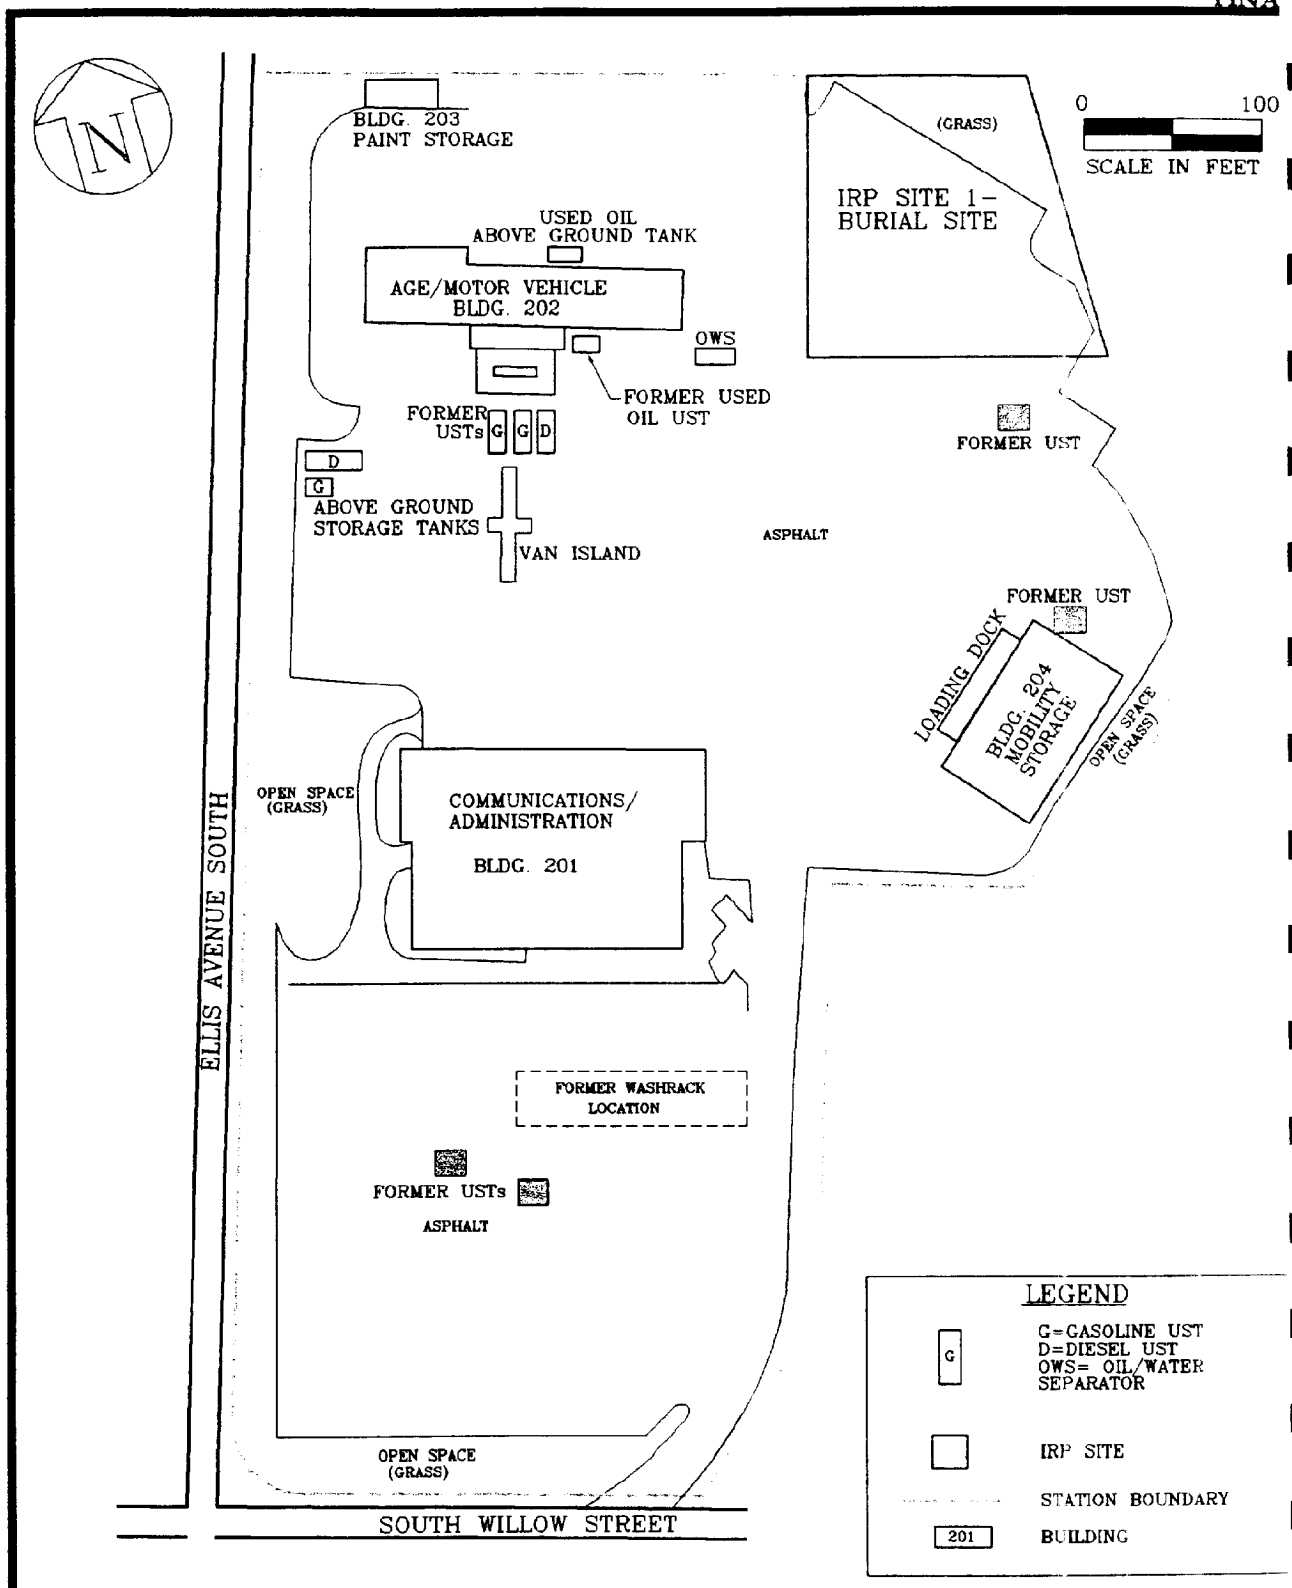 N
BLDG. 203
PAINT STORAGE
(GRASS)
0 100
SCALE IN FEET
IRP SITE 1-
BURIAL SITE
USED OIL
ABOVE GROUND TANK
AGE/MOTOR VEHICLE
BLDG. 202
OWS
FORMER USED
OIL UST
FORMER
USTs
G
G
D
FORMER UST
D
G
ABOVE GROUND
STORAGE TANKS
VAN ISLAND
ASPHALT
FORMER UST
LOADING DOCK
BLDG. 204
MOBILITY
STORAGE
OPEN SPACE
(GRASS)
OPEN SPACE
(GRASS)
COMMUNICATIONS/
ADMINISTRATION
BLDG. 201
ELLIS AVENUE SOUTH
FORMER WASHRACK
LOCATION
FORMER USTs
ASPHALT
OPEN SPACE
(GRASS)
SOUTH WILLOW STREET
LEGEND
G
G=GASOLINE UST
D=DIESEL UST
OWS= OIL/WATER
SEPARATOR
IRP SITE
STATION BOUNDARY
201
BUILDING